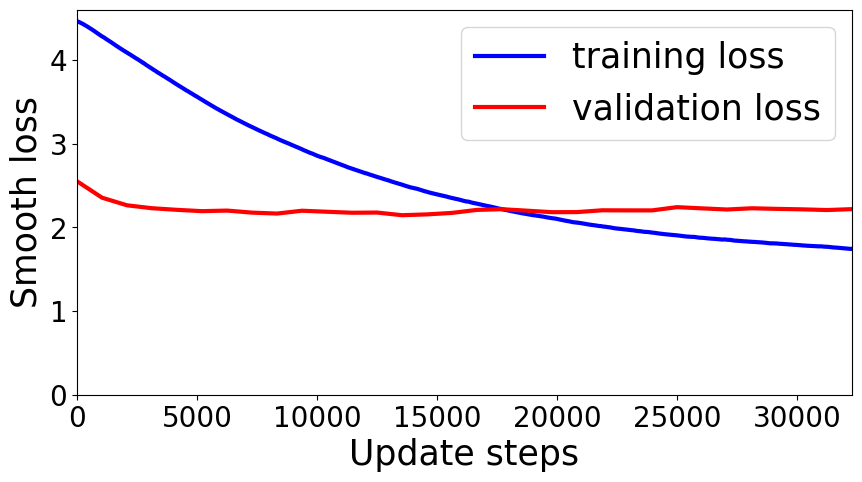 training loss
validation loss
Smooth loss
4
3
2
1
0
0 5000 10000 15000 20000 25000 30000
Update steps